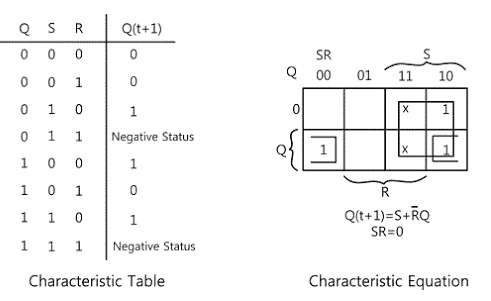 Q S R Q(t+1)
0 0 0 0
0 0 1 0
0 1 0 1
0 1 1 Negative Status
1 0 0 1
1 0 1 0
1 1 0 1
1 1 1 Negative Status
Characteristic Table
SR S
Q 00 01 11 10
0 x 1
Q 1 x 1
R
Q(t+1)=S+R̅Q
SR=0
Characteristic Equation